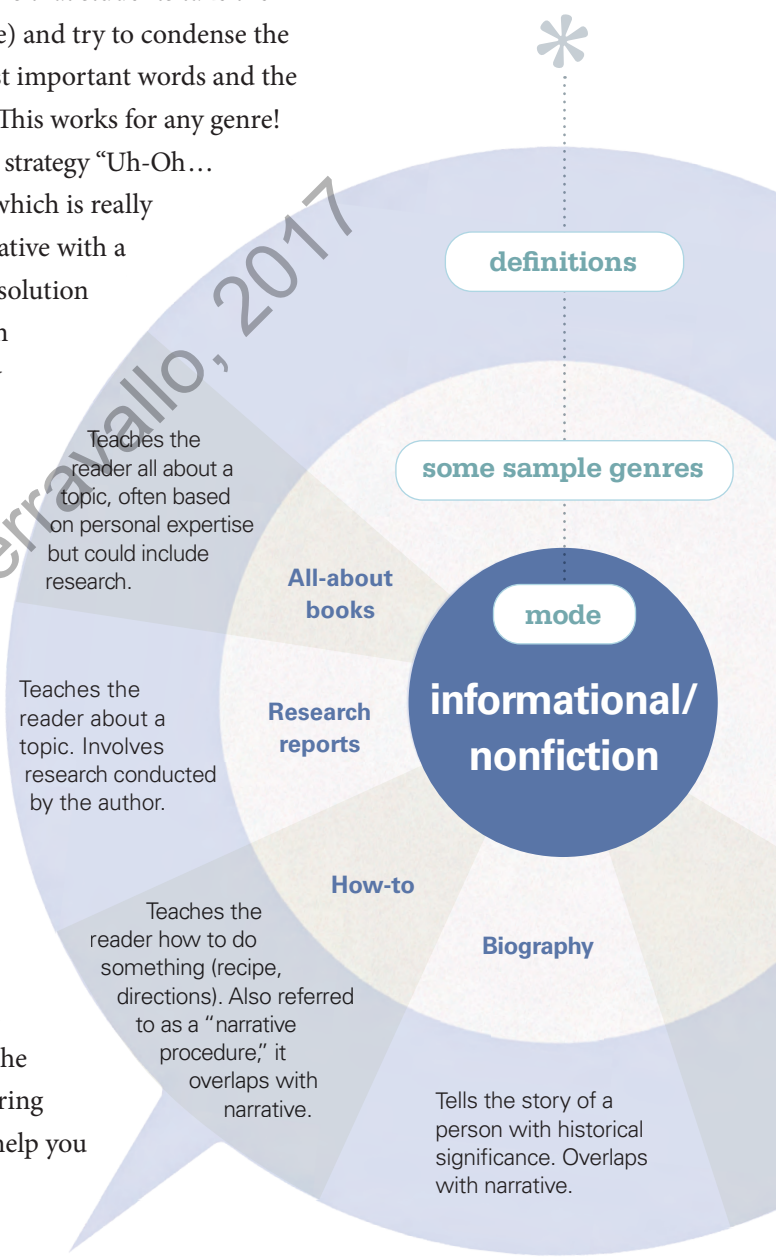 and try to condense the
important words and the
This works for any genre!
strategy “Uh-Oh…
which is really
with a
solution
definitions
some sample genres
mode
informational/
nonfiction
Teaches the
reader all about a
topic, often based
on personal expertise
but could include
research.
All-about
books
Teaches the
reader about a
topic. Involves
research conducted
by the author.
Research
reports
Teaches the
reader how to do
something (recipe,
directions). Also referred
to as a “narrative
procedure,” it
overlaps with
narrative.
How-to
Tells the story of a
person with historical
significance. Overlaps
with narrative.
Biography
help you
2017